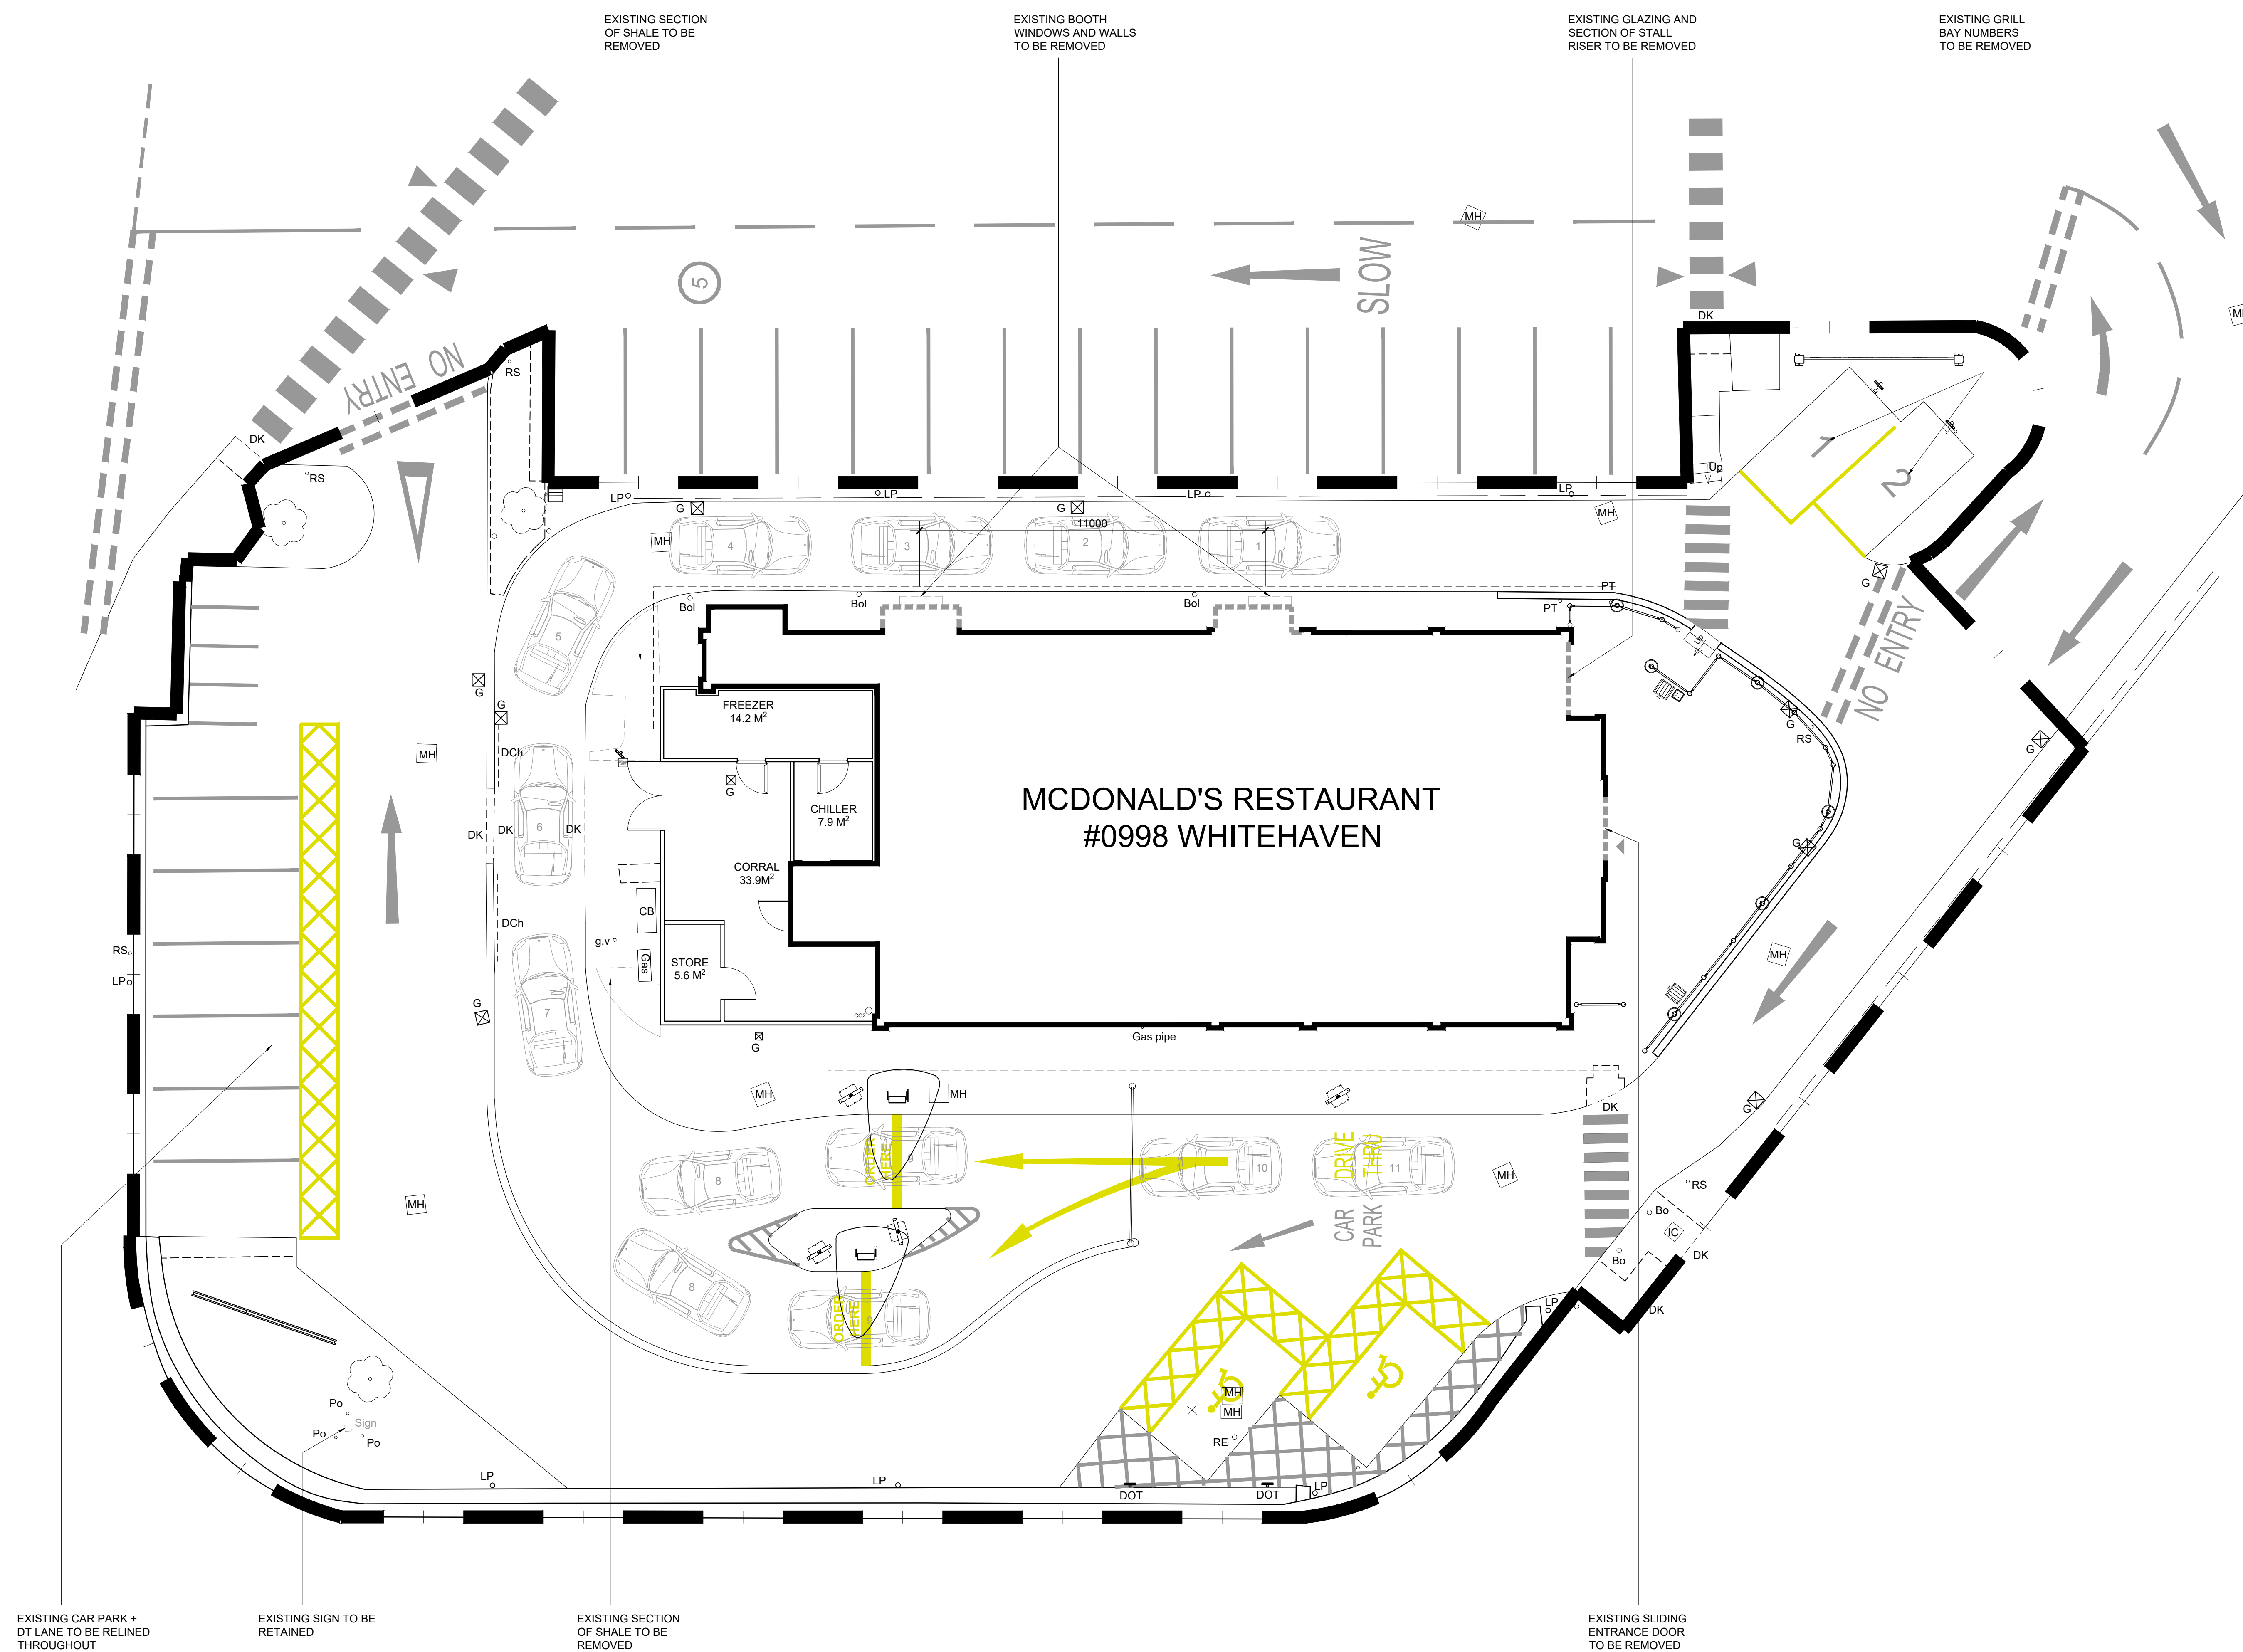 EXISTING SECTION
OF SHALE TO BE
REMOVED
EXISTING BOOTH
WINDOWS AND WALLS
TO BE REMOVED
EXISTING GLAZING AND
SECTION OF STALL
RISER TO BE REMOVED
EXISTING GRILL
BAY NUMBERS
TO BE REMOVED
MH
5
SLOW
MH
DK
NO ENTRY
RS
DK
RS
LP
LP
LP
LP
Up
1
2
G
G
11000
MH
MH
4
3
2
1
G
PT
PT
Bol
Bol
Bol
Up
NO ENTRY
5
G
G
FREEZER
14.2 M²
G
RS
G
MH
DCh
G
CHILLER
7.9 M²
MCDONALD'S RESTAURANT
#0998 WHITEHAVEN
DK
DK
6
DK
G
CORRAL
33.9M²
CB
DCh
g.v
RS
MH
Gas
STORE
5.6 M²
LP
G
7
CO2
G
Gas pipe
MH
MH
G
DK
ORDER
HERE
DRIVE
THRU
8
10
11
MH
RS
MH
CAR
PARK
Bo
IC
Bo
DK
8
ORDER
HERE
LP
DK
MH
MH
Po
Sign
Po
Po
RE
LP
LP
DOT
DOT
LP
EXISTING CAR PARK +
DT LANE TO BE RELINED
THROUGHOUT
EXISTING SIGN TO BE
RETAINED
EXISTING SECTION
OF SHALE TO BE
REMOVED
EXISTING SLIDING
ENTRANCE DOOR
TO BE REMOVED